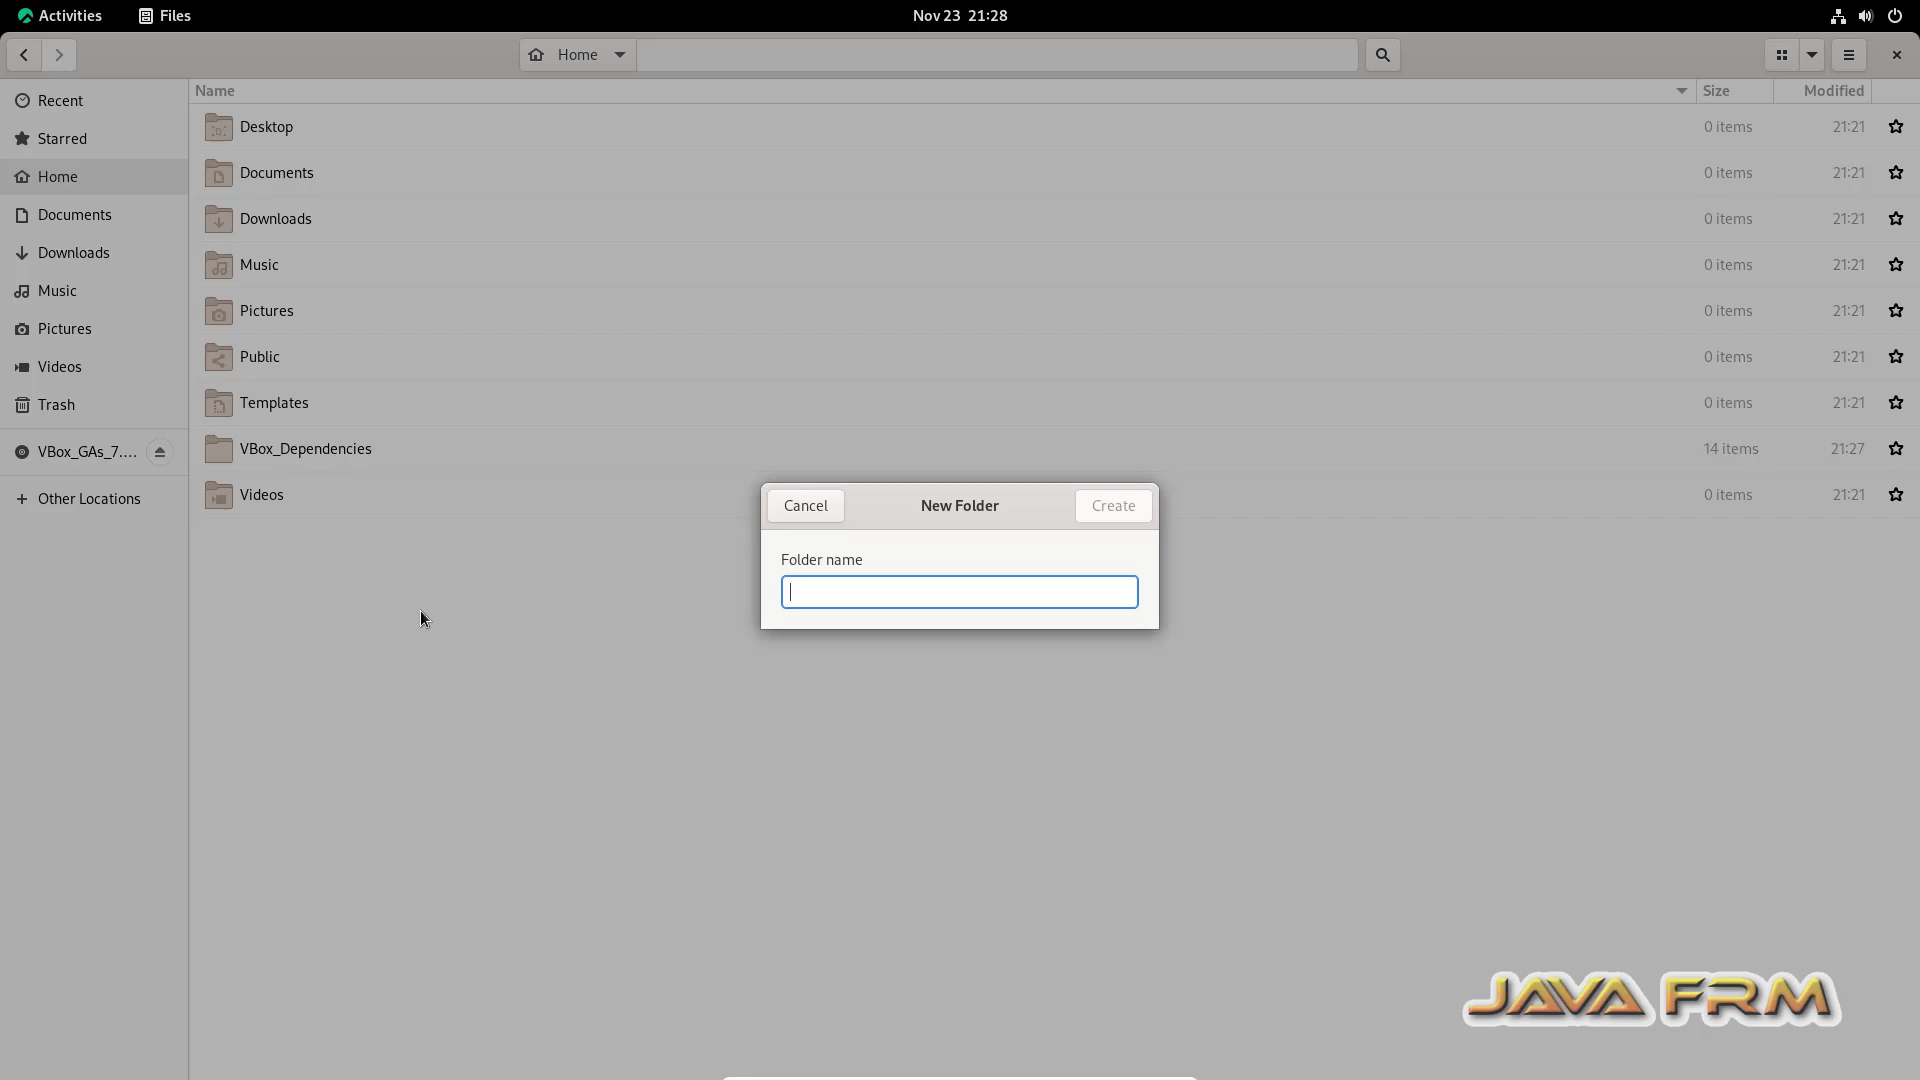 Activities Files Nov 23 21:28
Home
Name Size Modified
Recent
Starred
Home
Documents
Downloads
Music
Pictures
Videos
Trash
VBox_GAs_7....
Other Locations
Desktop 0 items 21:21
Documents 0 items 21:21
Downloads 0 items 21:21
Music 0 items 21:21
Pictures 0 items 21:21
Public 0 items 21:21
Templates 0 items 21:21
VBox_Dependencies 14 items 21:27
Videos 0 items 21:21
Cancel New Folder Create
Folder name
JAVA FRM